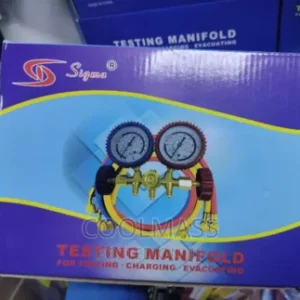 TESTING MANIFOLD
Sigma®
COOLMASS
TESTING MANIFOLD
FOR TESTING · CHARGING · EVACUATING